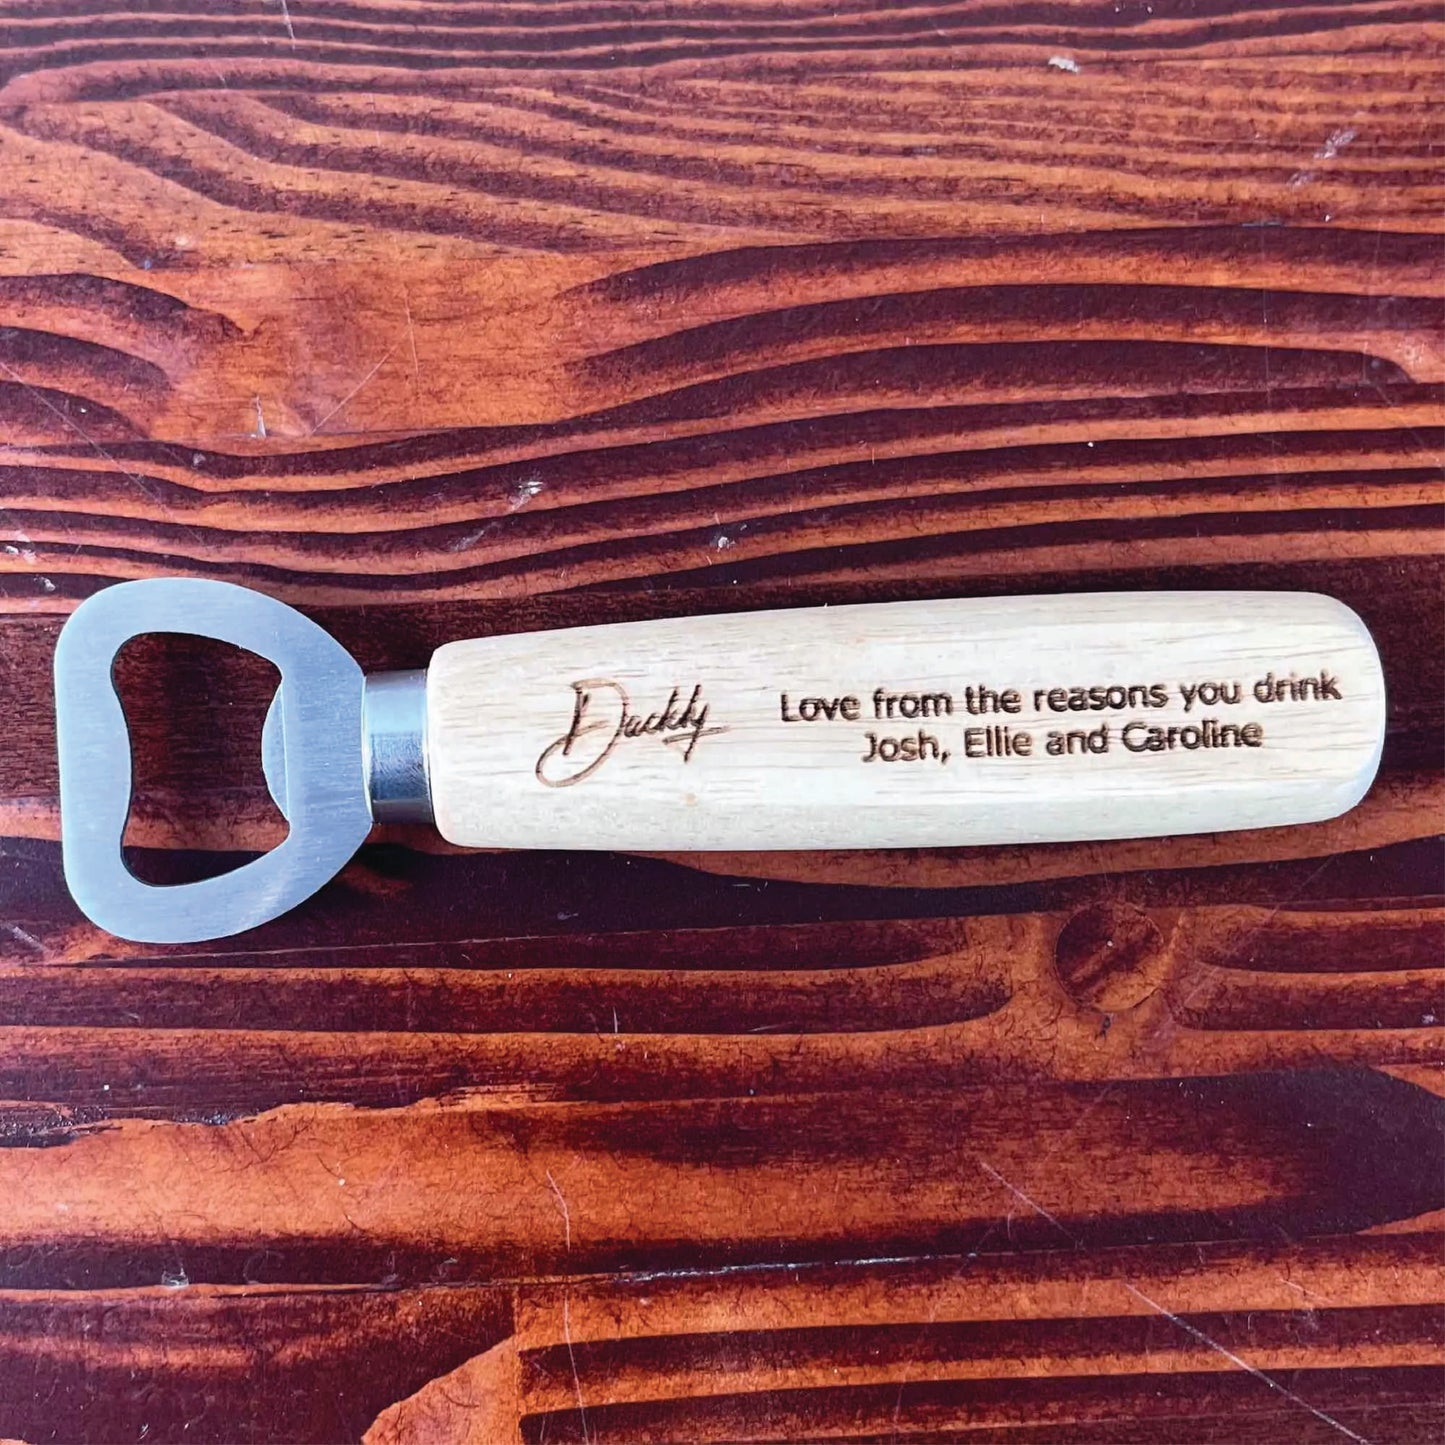 Daddy
Love from the reasons you drink
Josh, Ellie and Caroline